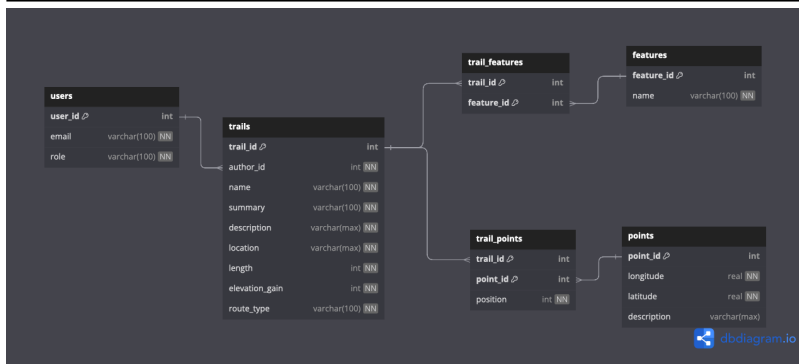 users
user_id int
email varchar(100) NN
role varchar(100) NN
trails
trail_id int
author_id int NN
name varchar(100) NN
summary varchar(100) NN
description varchar(max) NN
location varchar(max) NN
length int NN
elevation_gain int NN
route_type varchar(100) NN
trail_features
trail_id int
feature_id int
features
feature_id int
name varchar(100) NN
trail_points
trail_id int
point_id int
position int NN
points
point_id int
longitude real NN
latitude real NN
description varchar(max)
dbdiagram.io